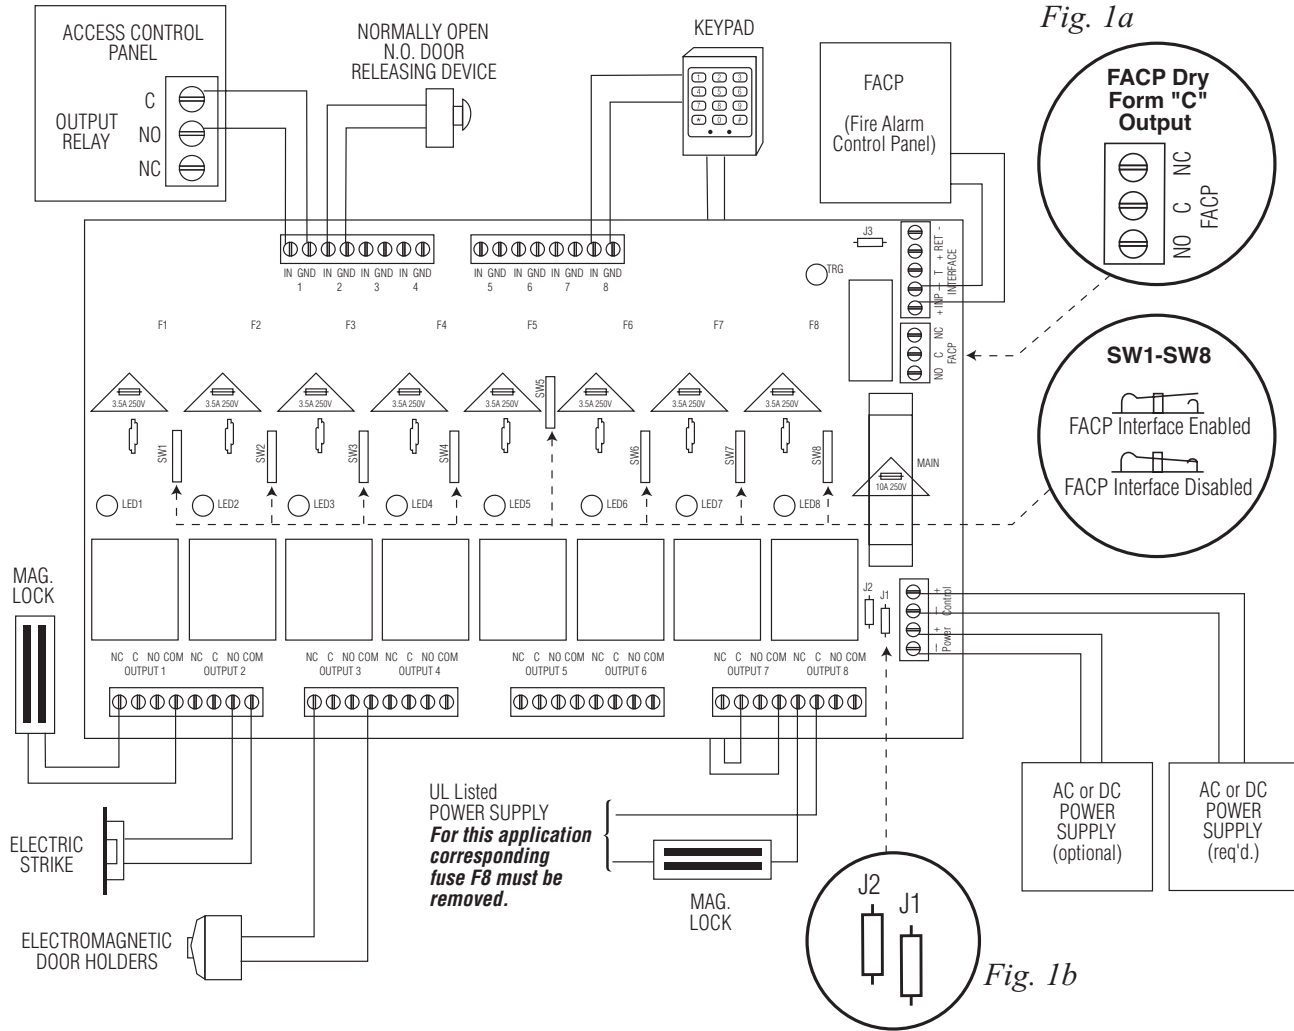 Fig. 1a
ACCESS CONTROL
PANEL
OUTPUT
RELAY
C
NO
NC
NORMALLY OPEN
N.O. DOOR
RELEASING DEVICE
KEYPAD
1 2 3
4 5 6
7 8 9
* 0 #
FACP
(Fire Alarm
Control Panel)
FACP Dry
Form "C"
Output
NO C NC
FACP
IN GND IN GND IN GND IN GND
1 2 3 4
IN GND IN GND IN GND IN GND
5 6 7 8
J3
TRG
+ INP − T + RET -
INTERFACE
NO C NC
FACP
F1 F2 F3 F4 F5 F6 F7 F8
3.5A 250V 3.5A 250V 3.5A 250V 3.5A 250V 3.5A 250V 3.5A 250V 3.5A 250V 3.5A 250V
SW1 SW2 SW3 SW4 SW5 SW6 SW7 SW8
SW1-SW8
FACP Interface Enabled
FACP Interface Disabled
MAIN
10A 250V
LED1 LED2 LED3 LED4 LED5 LED6 LED7 LED8
MAG.
LOCK
J2 J1
− Power + − Control +
NC C NO COM NC C NO COM
OUTPUT 1 OUTPUT 2
NC C NO COM NC C NO COM
OUTPUT 3 OUTPUT 4
NC C NO COM NC C NO COM
OUTPUT 5 OUTPUT 6
NC C NO COM NC C NO COM
OUTPUT 7 OUTPUT 8
ELECTRIC
STRIKE
ELECTROMAGNETIC
DOOR HOLDERS
UL Listed
POWER SUPPLY
For this application
corresponding
fuse F8 must be
removed.
MAG.
LOCK
AC or DC
POWER
SUPPLY
(optional)
AC or DC
POWER
SUPPLY
(req'd.)
J2
J1
Fig. 1b